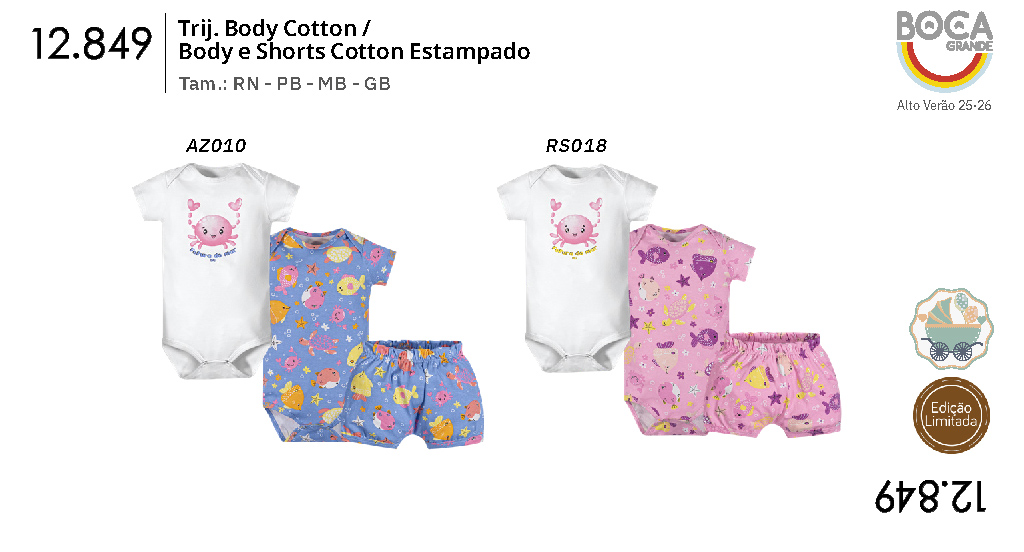 12.849
Trij. Body Cotton /
Body e Shorts Cotton Estampado
Tam.: RN - PB - MB - GB
BOCA
GRANDE
Alto Verão 25-26
AZ010
RS018
Edição
Limitada
12.849